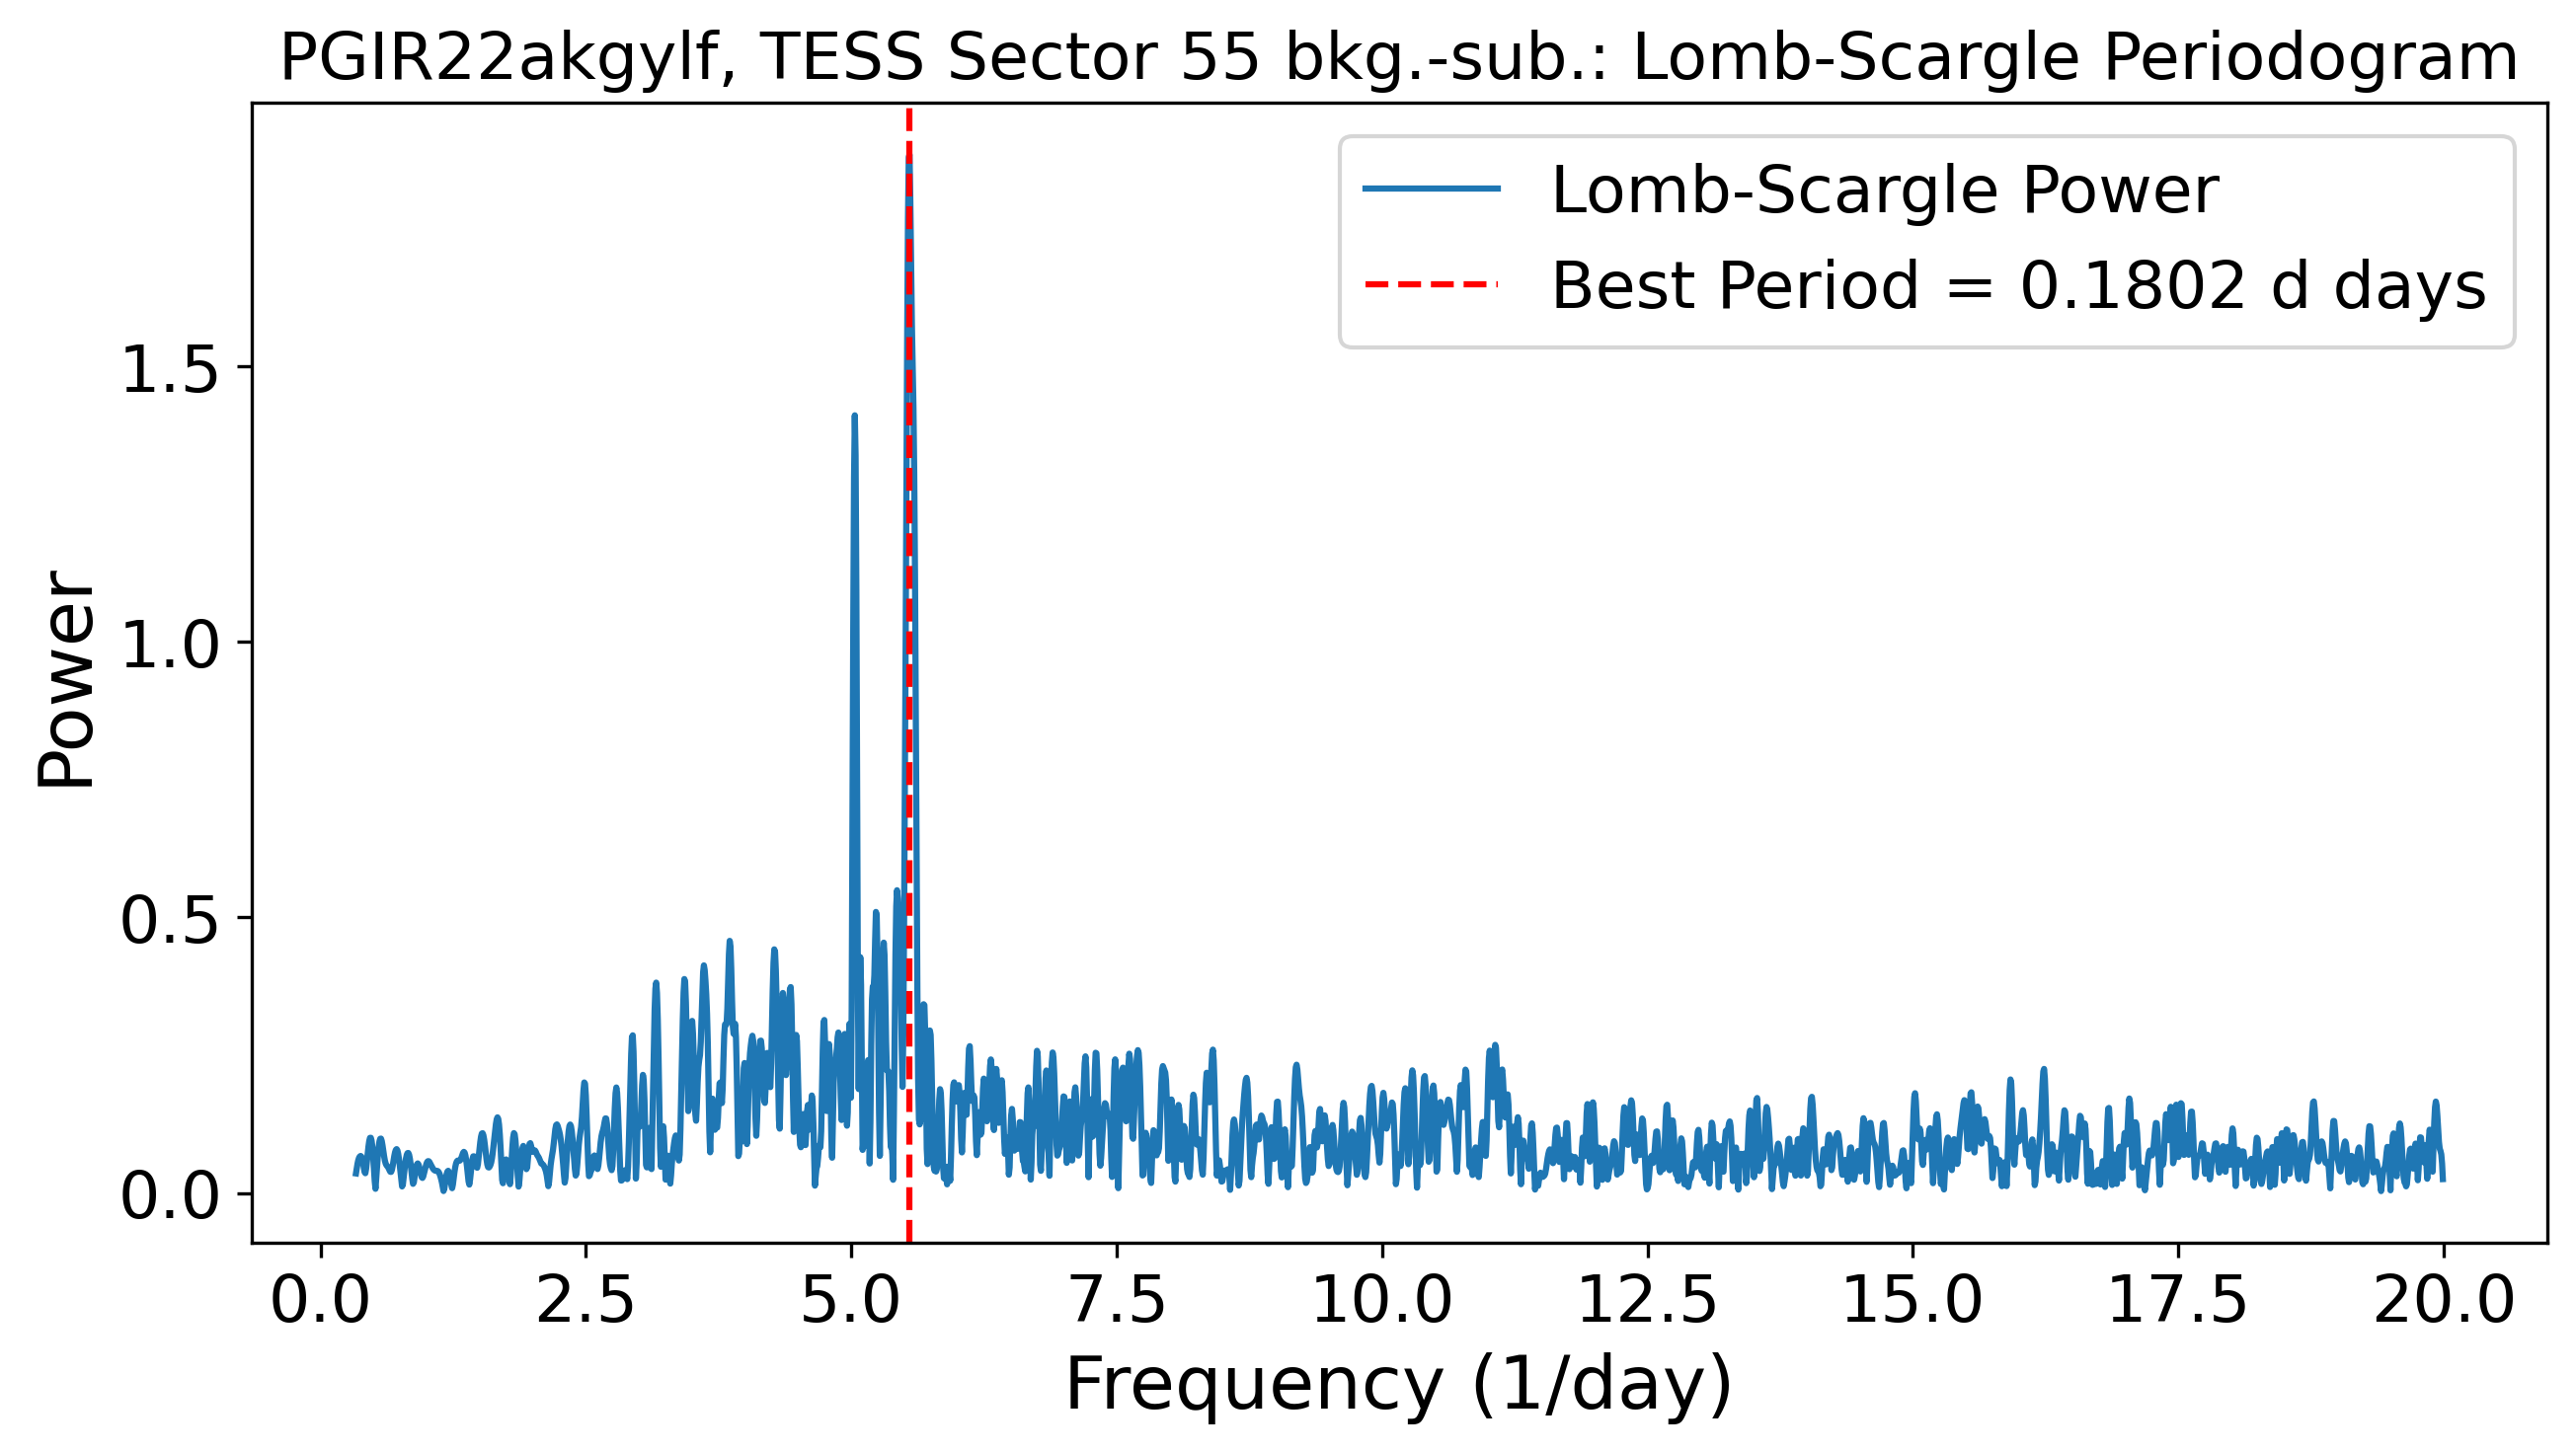 PGIR22akgylf, TESS Sector 55 bkg.-sub.: Lomb-Scargle Periodogram
Lomb-Scargle Power
Best Period = 0.1802 d days
1.5
1.0
0.5
0.0
Power
0.0 2.5 5.0 7.5 10.0 12.5 15.0 17.5 20.0
Frequency (1/day)